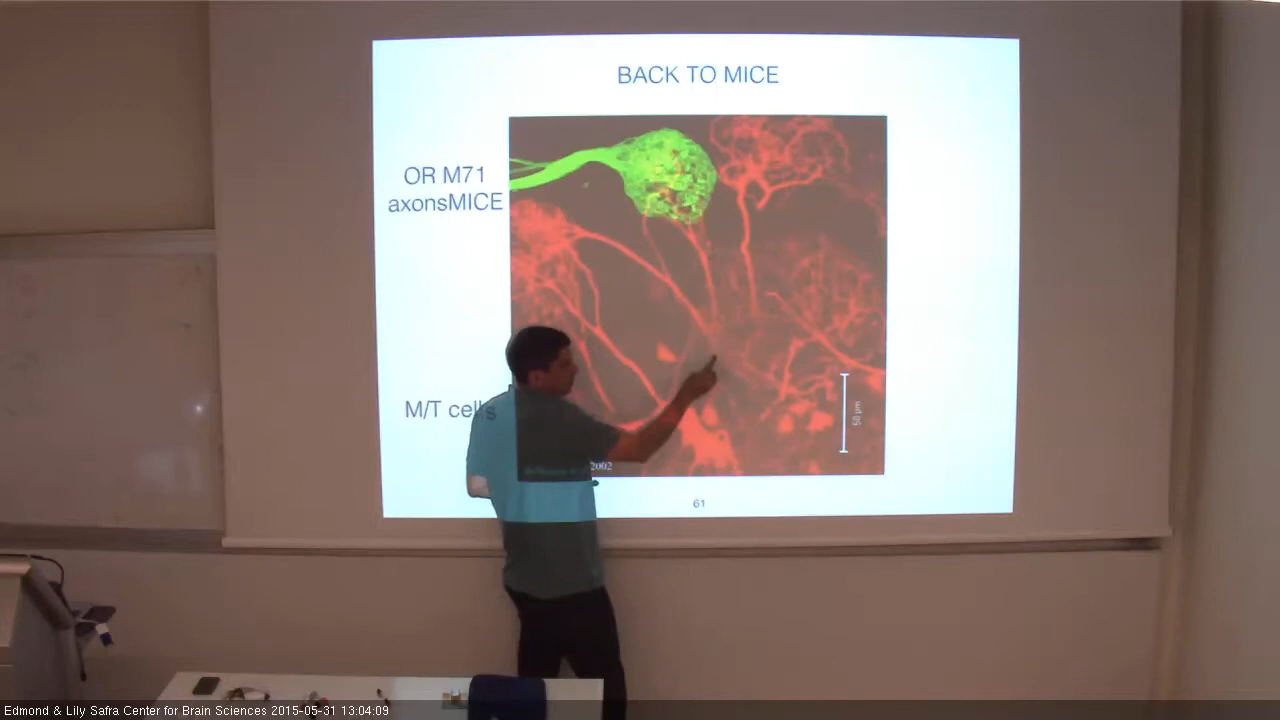 BACK TO MICE
OR M71
axonsMICE
M/T cells
50 µm
2002
61
Edmond & Lily Safra Center for Brain Sciences 2015-05-31 13:04:09